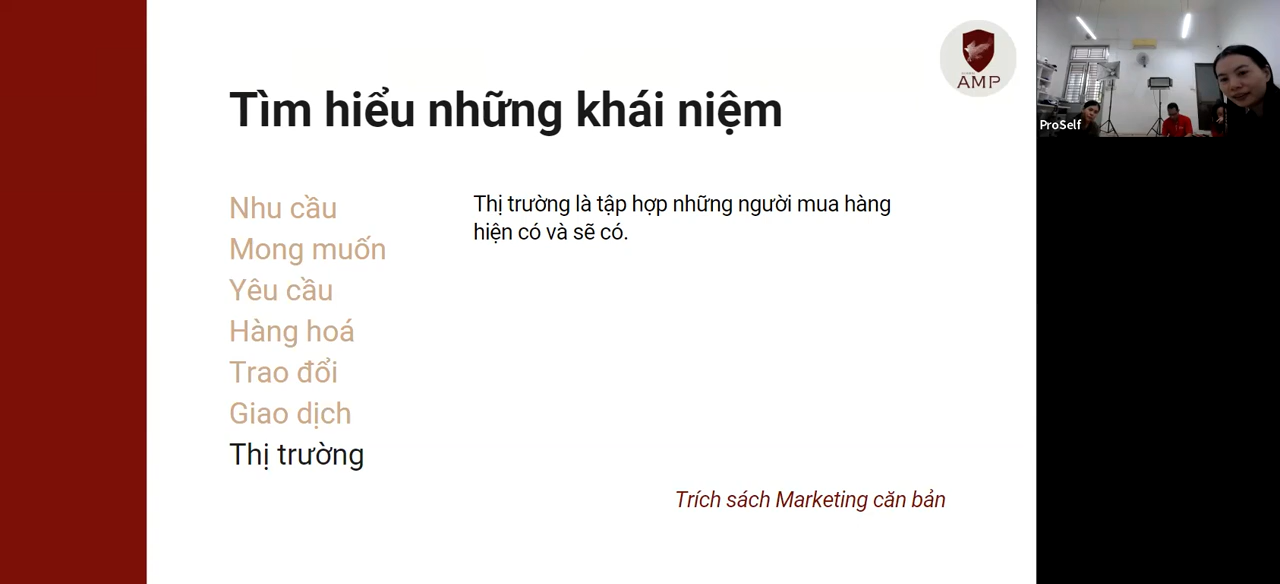 AMP
Tìm hiểu những khái niệm
Nhu cầu
Mong muốn
Yêu cầu
Hàng hoá
Trao đổi
Giao dịch
Thị trường
Thị trường là tập hợp những người mua hàng
hiện có và sẽ có.
Trích sách Marketing căn bản
ProSelf